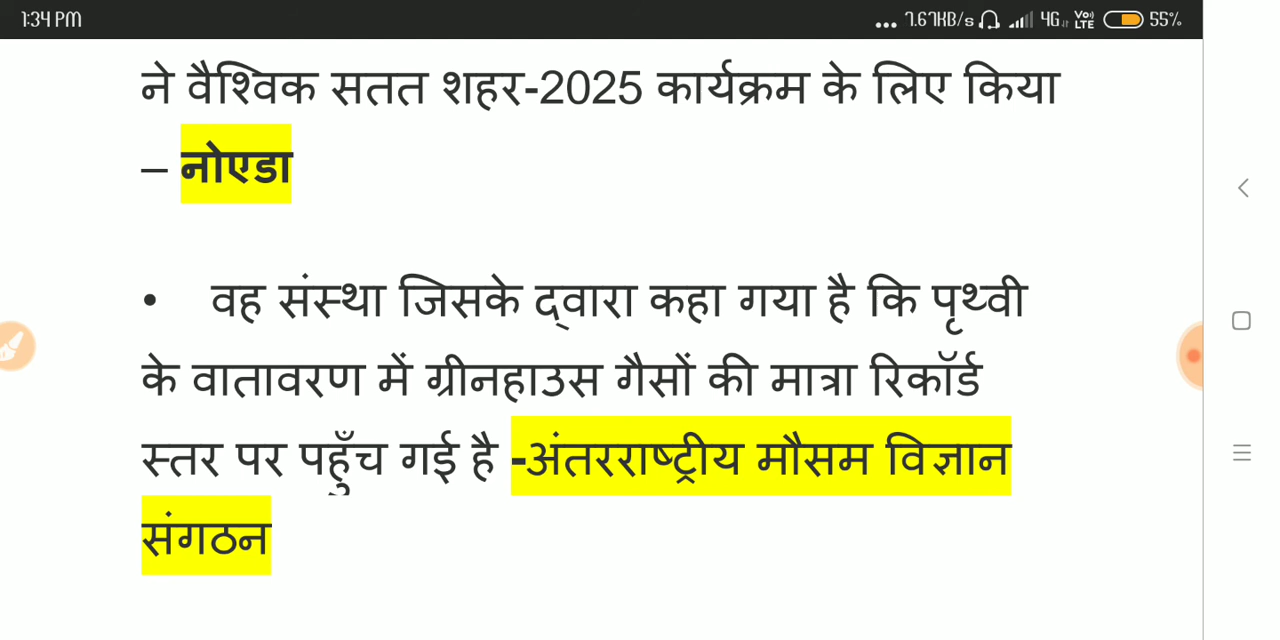 1:34 PM
... 7.67KB/s 4G VoLTE 55%
ने वैश्विक सतत शहर-2025 कार्यक्रम के लिए किया
– नोएडा
• वह संस्था जिसके द्वारा कहा गया है कि पृथ्वी
के वातावरण में ग्रीनहाउस गैसों की मात्रा रिकॉर्ड
स्तर पर पहुँच गई है -अंतरराष्ट्रीय मौसम विज्ञान
संगठन